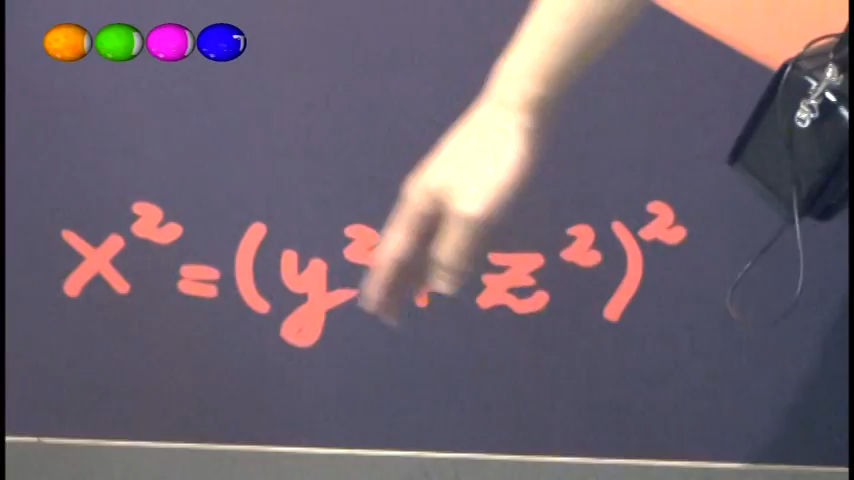 x² = (y² z²)²